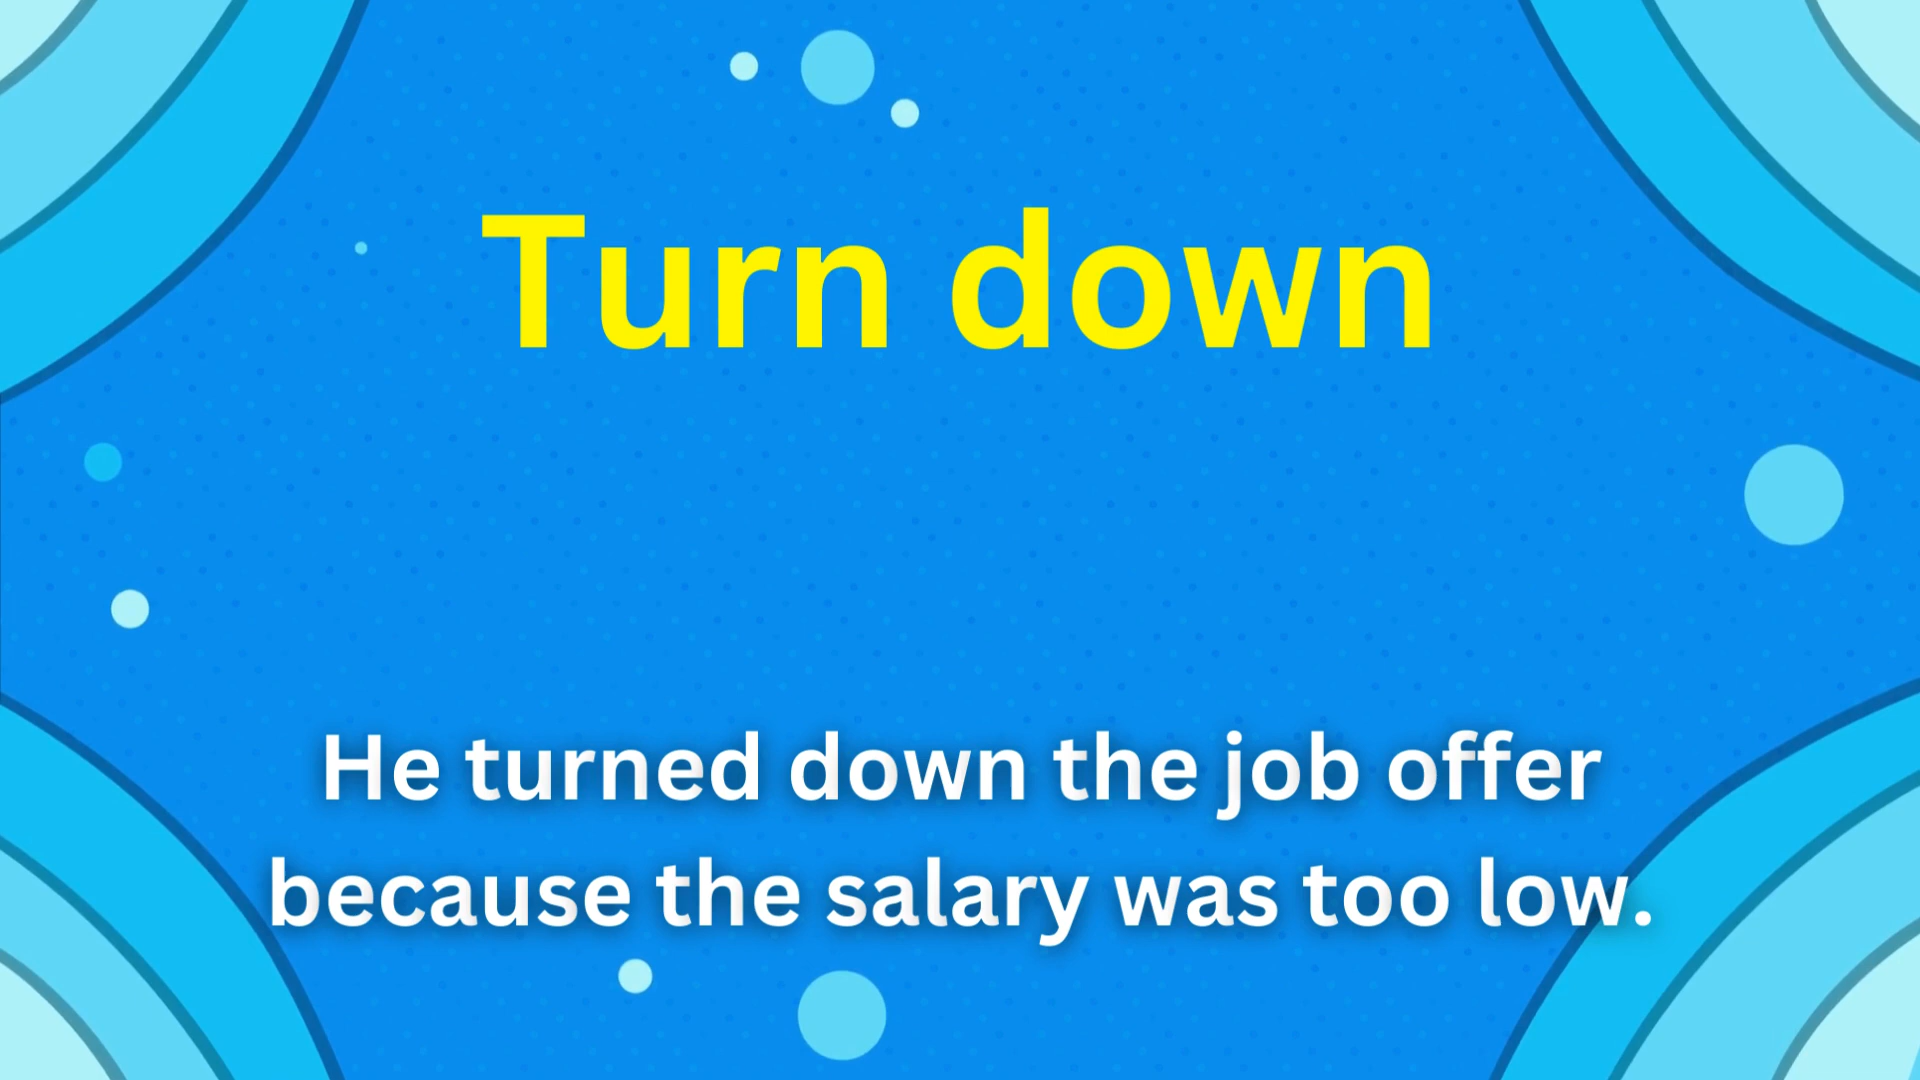 Turn down
He turned down the job offer
because the salary was too low.